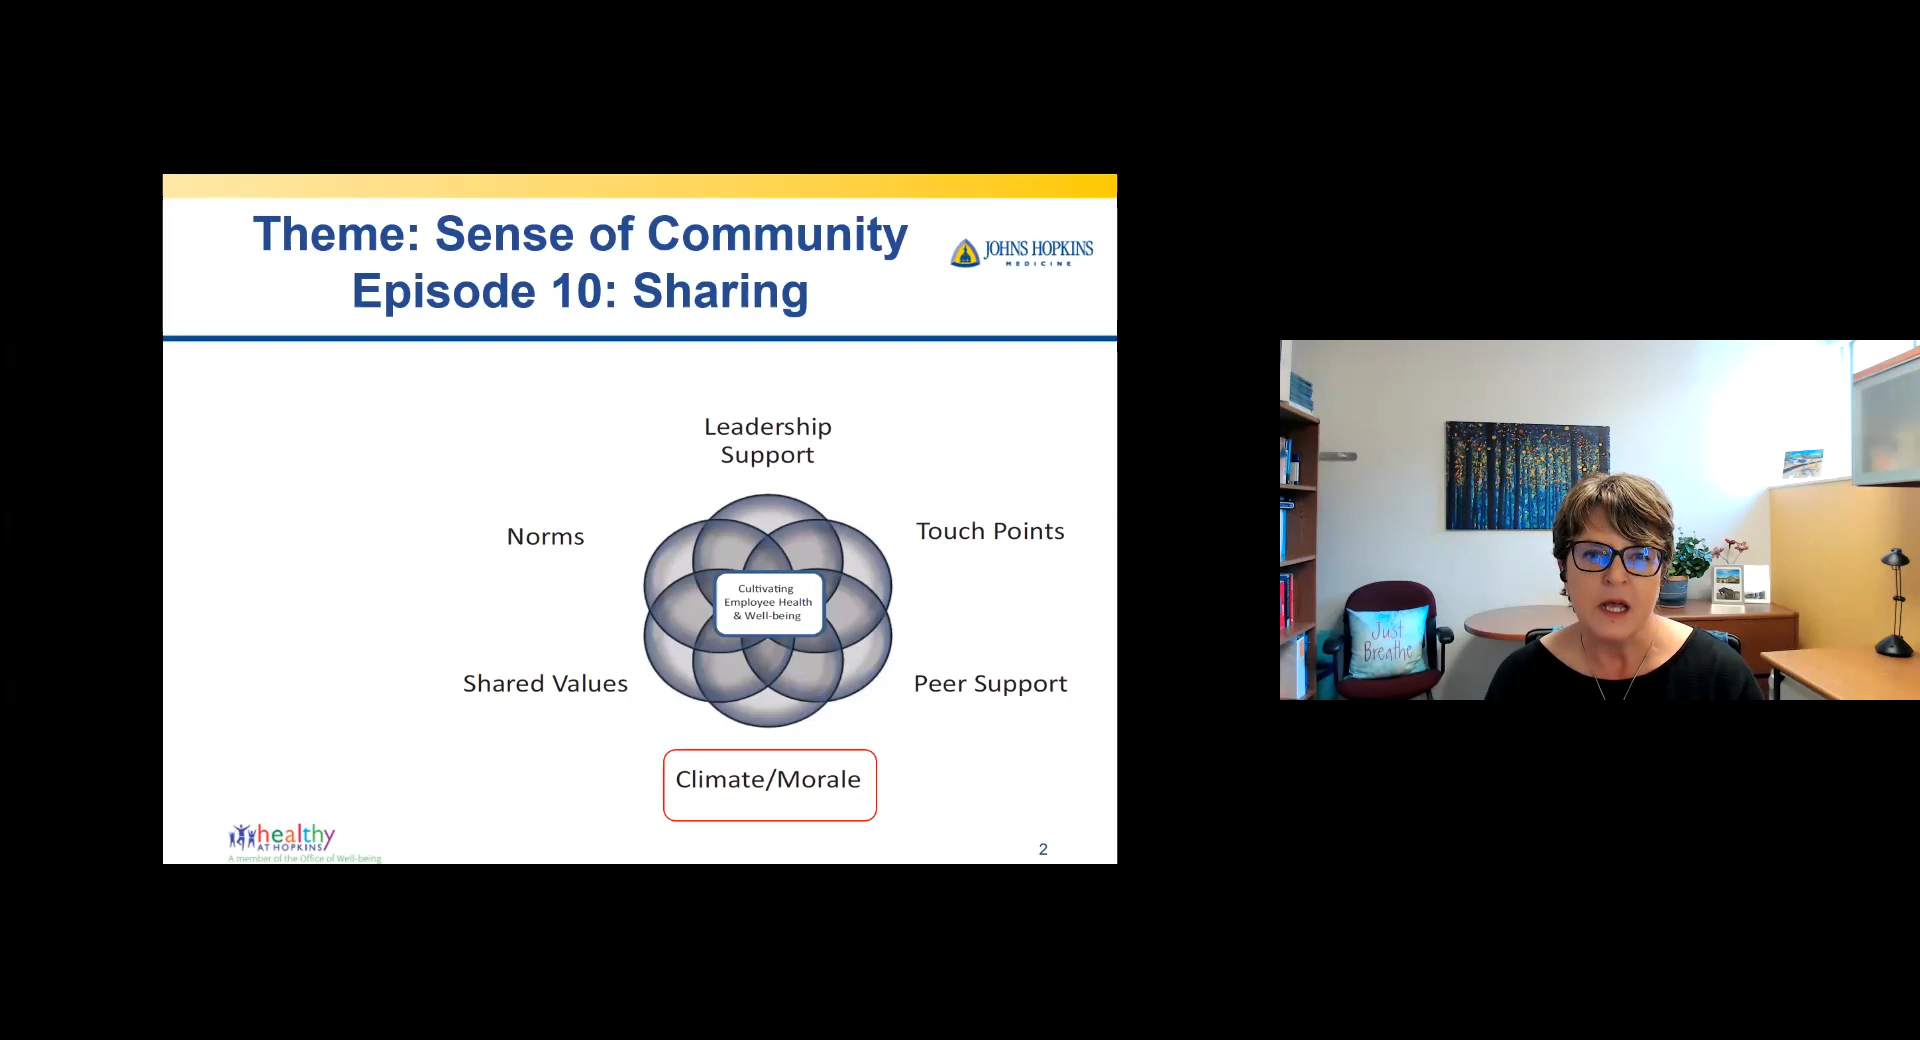 Theme: Sense of Community
Episode 10: Sharing
JOHNS HOPKINS
MEDICINE
Leadership
Support
Norms
Touch Points
Cultivating
Employee Health
& Well-being
Shared Values
Peer Support
Climate/Morale
healthy
AT HOPKINS
A member of the Office of Well-being
2
Just
Breathe